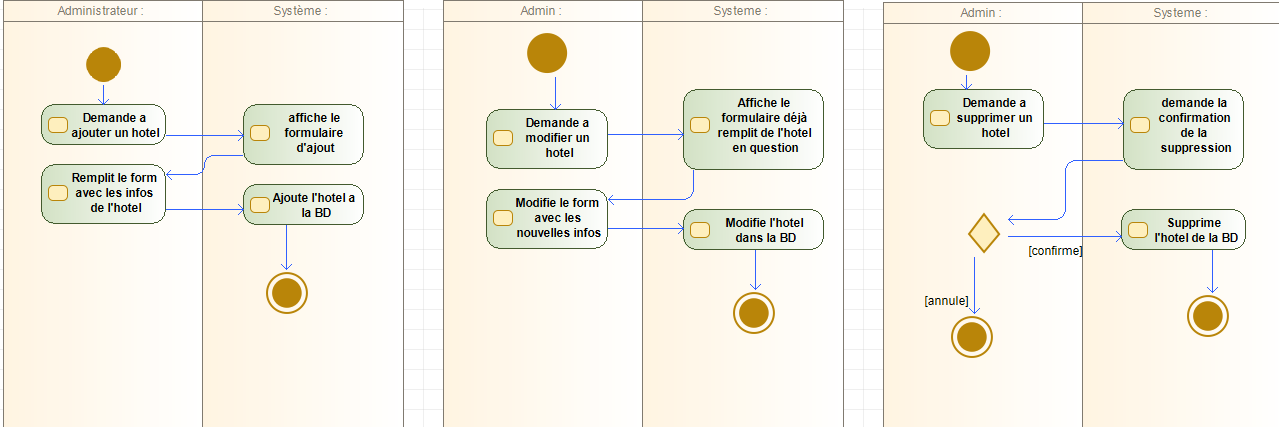 Administrateur :
Système :
Demande a
ajouter un hotel
affiche le
formulaire
d'ajout
Remplit le form
avec les infos
de l'hotel
Ajoute l'hotel a
la BD
Admin :
Systeme :
Demande a
modifier un
hotel
Affiche le
formulaire déjà
remplit de l'hotel
en question
Modifie le form
avec les
nouvelles infos
Modifie l'hotel
dans la BD
Admin :
Systeme :
Demande a
supprimer un
hotel
demande la
confirmation
de la
suppression
Supprime
l'hotel de la BD
[confirme]
[annule]